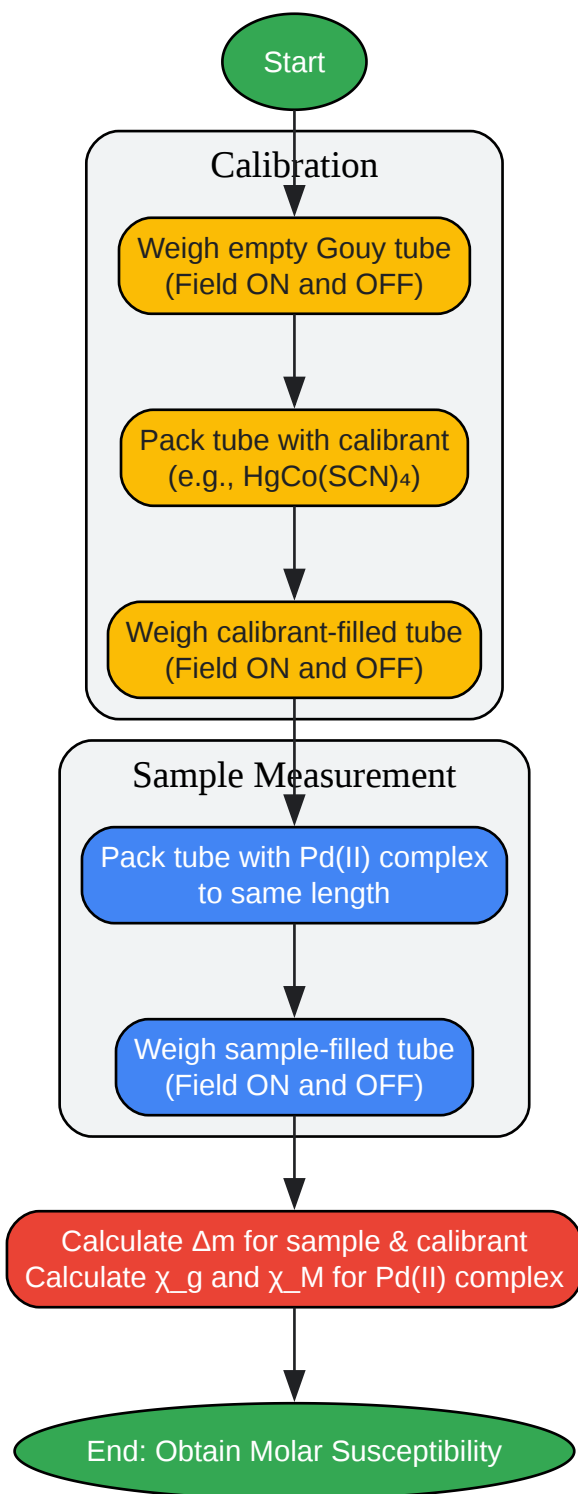 Start
Calibration
Weigh empty Gouy tube
(Field ON and OFF)
Pack tube with calibrant
(e.g., HgCo(SCN)₄)
Weigh calibrant-filled tube
(Field ON and OFF)
Sample Measurement
Pack tube with Pd(II) complex
to same length
Weigh sample-filled tube
(Field ON and OFF)
Calculate Δm for sample & calibrant
Calculate χ_g and χ_M for Pd(II) complex
End: Obtain Molar Susceptibility